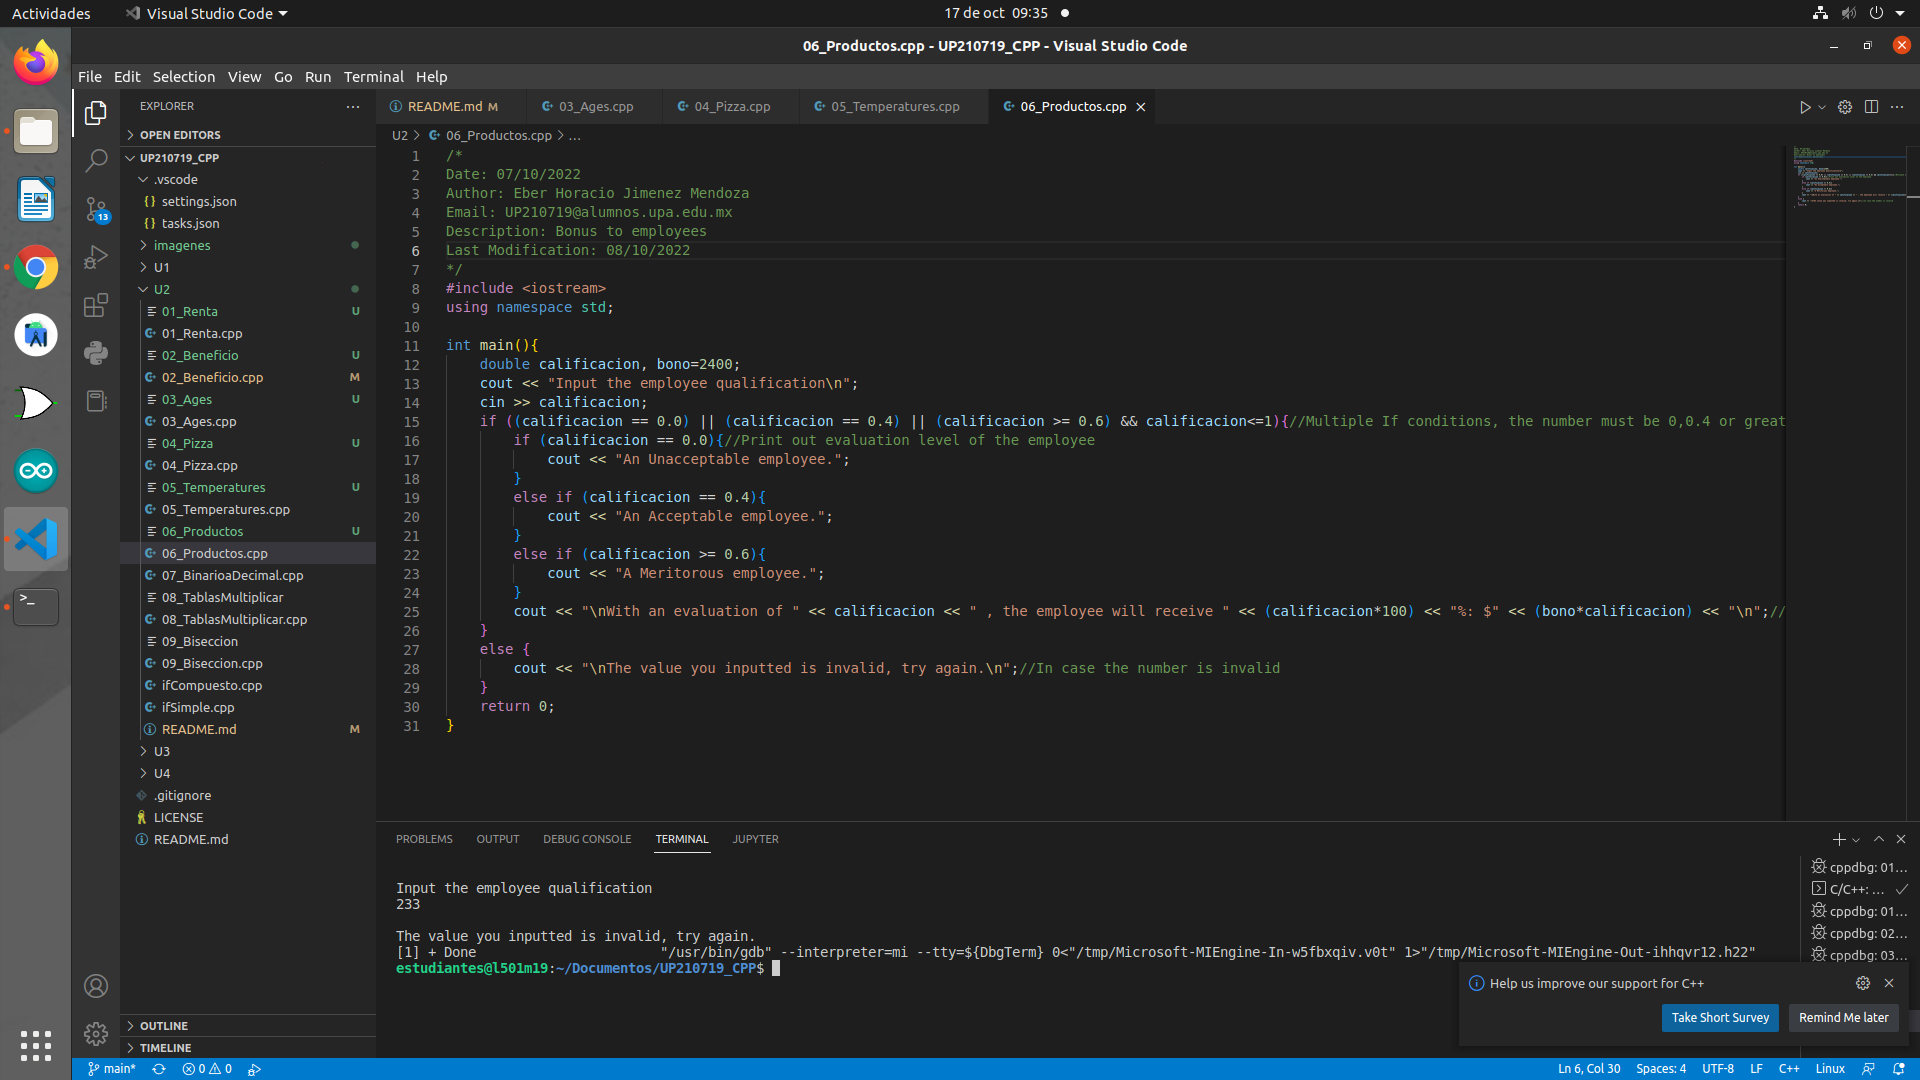 Actividades
Visual Studio Code
17 de oct 09:35
06_Productos.cpp - UP210719_CPP - Visual Studio Code
File Edit Selection View Go Run Terminal Help
EXPLORER
OPEN EDITORS
UP210719_CPP
.vscode
settings.json
tasks.json
imagenes
U1
U2
01_Renta U
01_Renta.cpp
02_Beneficio U
02_Beneficio.cpp M
03_Ages U
03_Ages.cpp
04_Pizza U
04_Pizza.cpp
05_Temperatures U
05_Temperatures.cpp
06_Productos U
06_Productos.cpp
07_BinarioaDecimal.cpp
08_TablasMultiplicar
08_TablasMultiplicar.cpp
09_Biseccion
09_Biseccion.cpp
ifCompuesto.cpp
ifSimple.cpp
README.md M
U3
U4
.gitignore
LICENSE
README.md
OUTLINE
TIMELINE
13
README.md M 03_Ages.cpp 04_Pizza.cpp 05_Temperatures.cpp 06_Productos.cpp
U2 > 06_Productos.cpp > ...
1 /*
2 Date: 07/10/2022
3 Author: Eber Horacio Jimenez Mendoza
4 Email: UP210719@alumnos.upa.edu.mx
5 Description: Bonus to employees
6 Last Modification: 08/10/2022
7 */
8 #include <iostream>
9 using namespace std;
10
11 int main(){
12 double calificacion, bono=2400;
13 cout << "Input the employee qualification\n";
14 cin >> calificacion;
15 if ((calificacion == 0.0) || (calificacion == 0.4) || (calificacion >= 0.6) && calificacion<=1){//Multiple If conditions, the number must be 0,0.4 or great
16 if (calificacion == 0.0){//Print out evaluation level of the employee
17 cout << "An Unacceptable employee.";
18 }
19 else if (calificacion == 0.4){
20 cout << "An Acceptable employee.";
21 }
22 else if (calificacion >= 0.6){
23 cout << "A Meritorous employee.";
24 }
25 cout << "\nWith an evaluation of " << calificacion << " , the employee will receive " << (calificacion*100) << "%: $" << (bono*calificacion) << "\n";//
26 }
27 else {
28 cout << "\nThe value you inputted is invalid, try again.\n";//In case the number is invalid
29 }
30 return 0;
31 }
PROBLEMS OUTPUT DEBUG CONSOLE TERMINAL JUPYTER
Input the employee qualification
233
The value you inputted is invalid, try again.
[1] + Done "/usr/bin/gdb" --interpreter=mi --tty=${DbgTerm} 0<"/tmp/Microsoft-MIEngine-In-w5fbxqiv.v0t" 1>"/tmp/Microsoft-MIEngine-Out-ihhqvr12.h22"
estudiantes@l501m19:~/Documentos/UP210719_CPP$
cppdbg: 01...
C/C++: ...
cppdbg: 01...
cppdbg: 02...
cppdbg: 03...
Help us improve our support for C++
Take Short Survey Remind Me later
main* 0 0 Ln 6, Col 30 Spaces: 4 UTF-8 LF C++ Linux